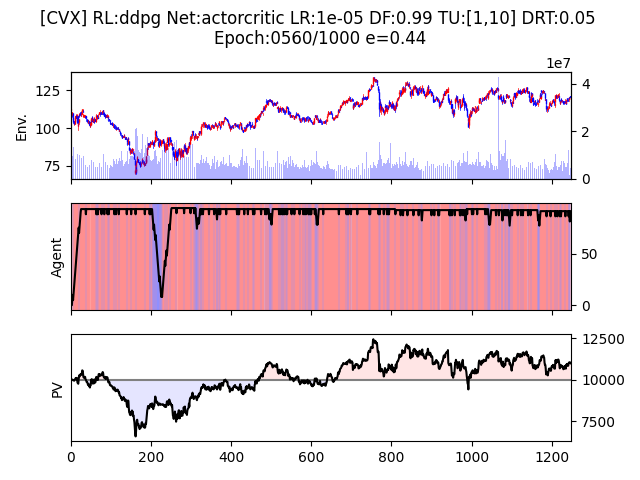 [CVX] RL:ddpg Net:actorcritic LR:1e-05 DF:0.99 TU:[1,10] DRT:0.05
Epoch:0560/1000 e=0.44
1e7
125
100
75
Env.
4
2
0
Agent
50
0
PV
12500
10000
7500
0 200 400 600 800 1000 1200